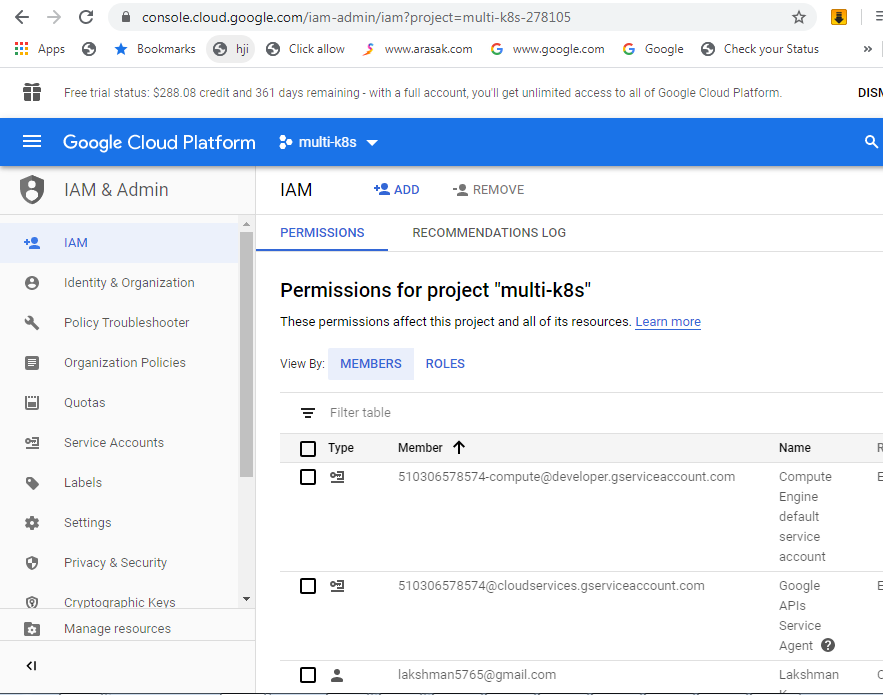 console.cloud.google.com/iam-admin/iam?project=multi-k8s-278105
Apps Bookmarks hji Click allow www.arasak.com www.google.com Google Check your Status »
Free trial status: $288.08 credit and 361 days remaining - with a full account, you'll get unlimited access to all of Google Cloud Platform. DISM
Google Cloud Platform multi-k8s
IAM & Admin
IAM
Identity & Organization
Policy Troubleshooter
Organization Policies
Quotas
Service Accounts
Labels
Settings
Privacy & Security
Cryptographic Keys
Manage resources
IAM ADD REMOVE
PERMISSIONS RECOMMENDATIONS LOG
Permissions for project "multi-k8s"
These permissions affect this project and all of its resources. Learn more
View By: MEMBERS ROLES
Filter table
Type Member Name R
510306578574-compute@developer.gserviceaccount.com Compute E
Engine
default
service
account
510306578574@cloudservices.gserviceaccount.com Google E
APIs
Service
Agent ?
lakshman5765@gmail.com Lakshman